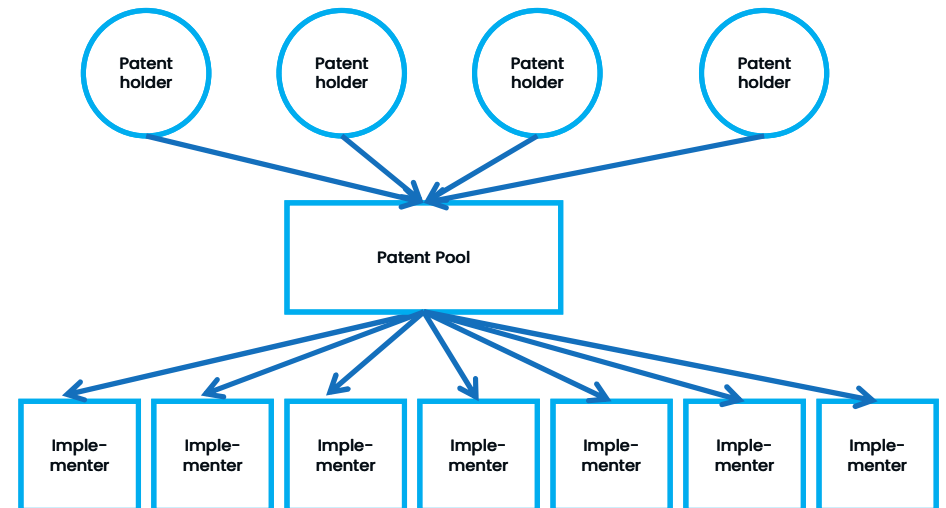 Patent
holder
Patent
holder
Patent
holder
Patent
holder
Patent Pool
Imple-
menter
Imple-
menter
Imple-
menter
Imple-
menter
Imple-
menter
Imple-
menter
Imple-
menter